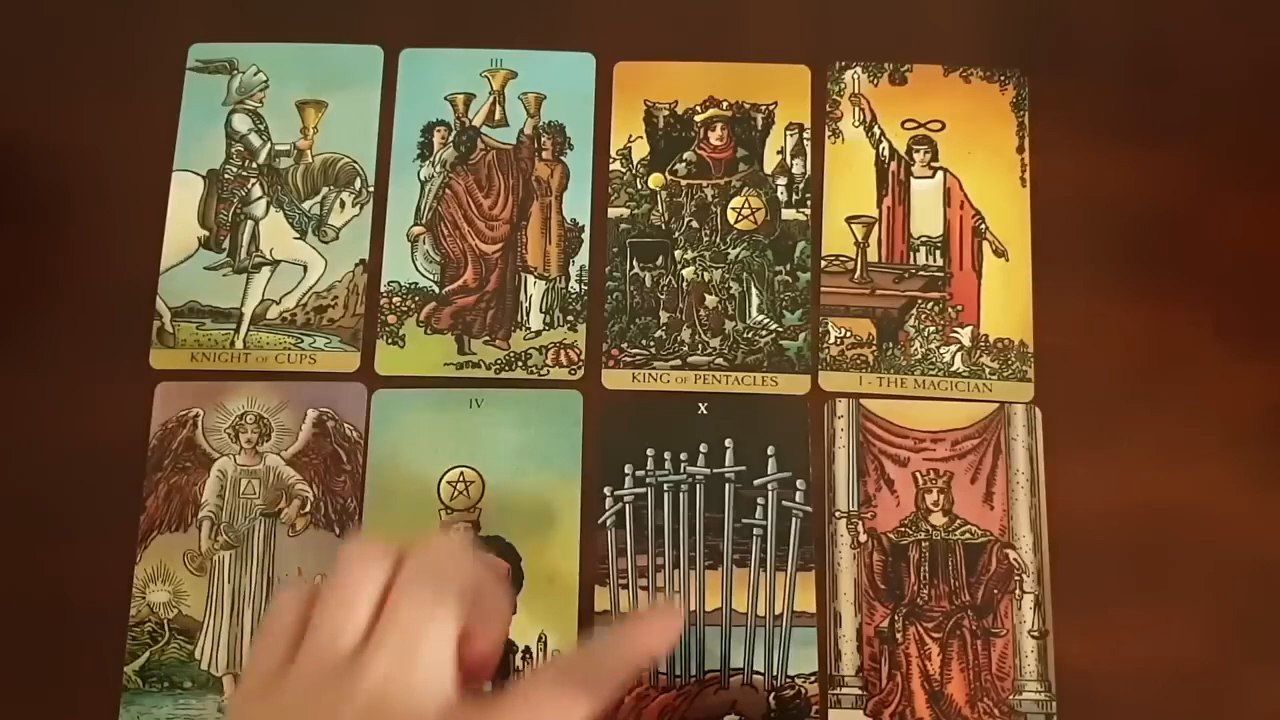 III
KNIGHT OF CUPS
KING OF PENTACLES
I - THE MAGICIAN
IV
X